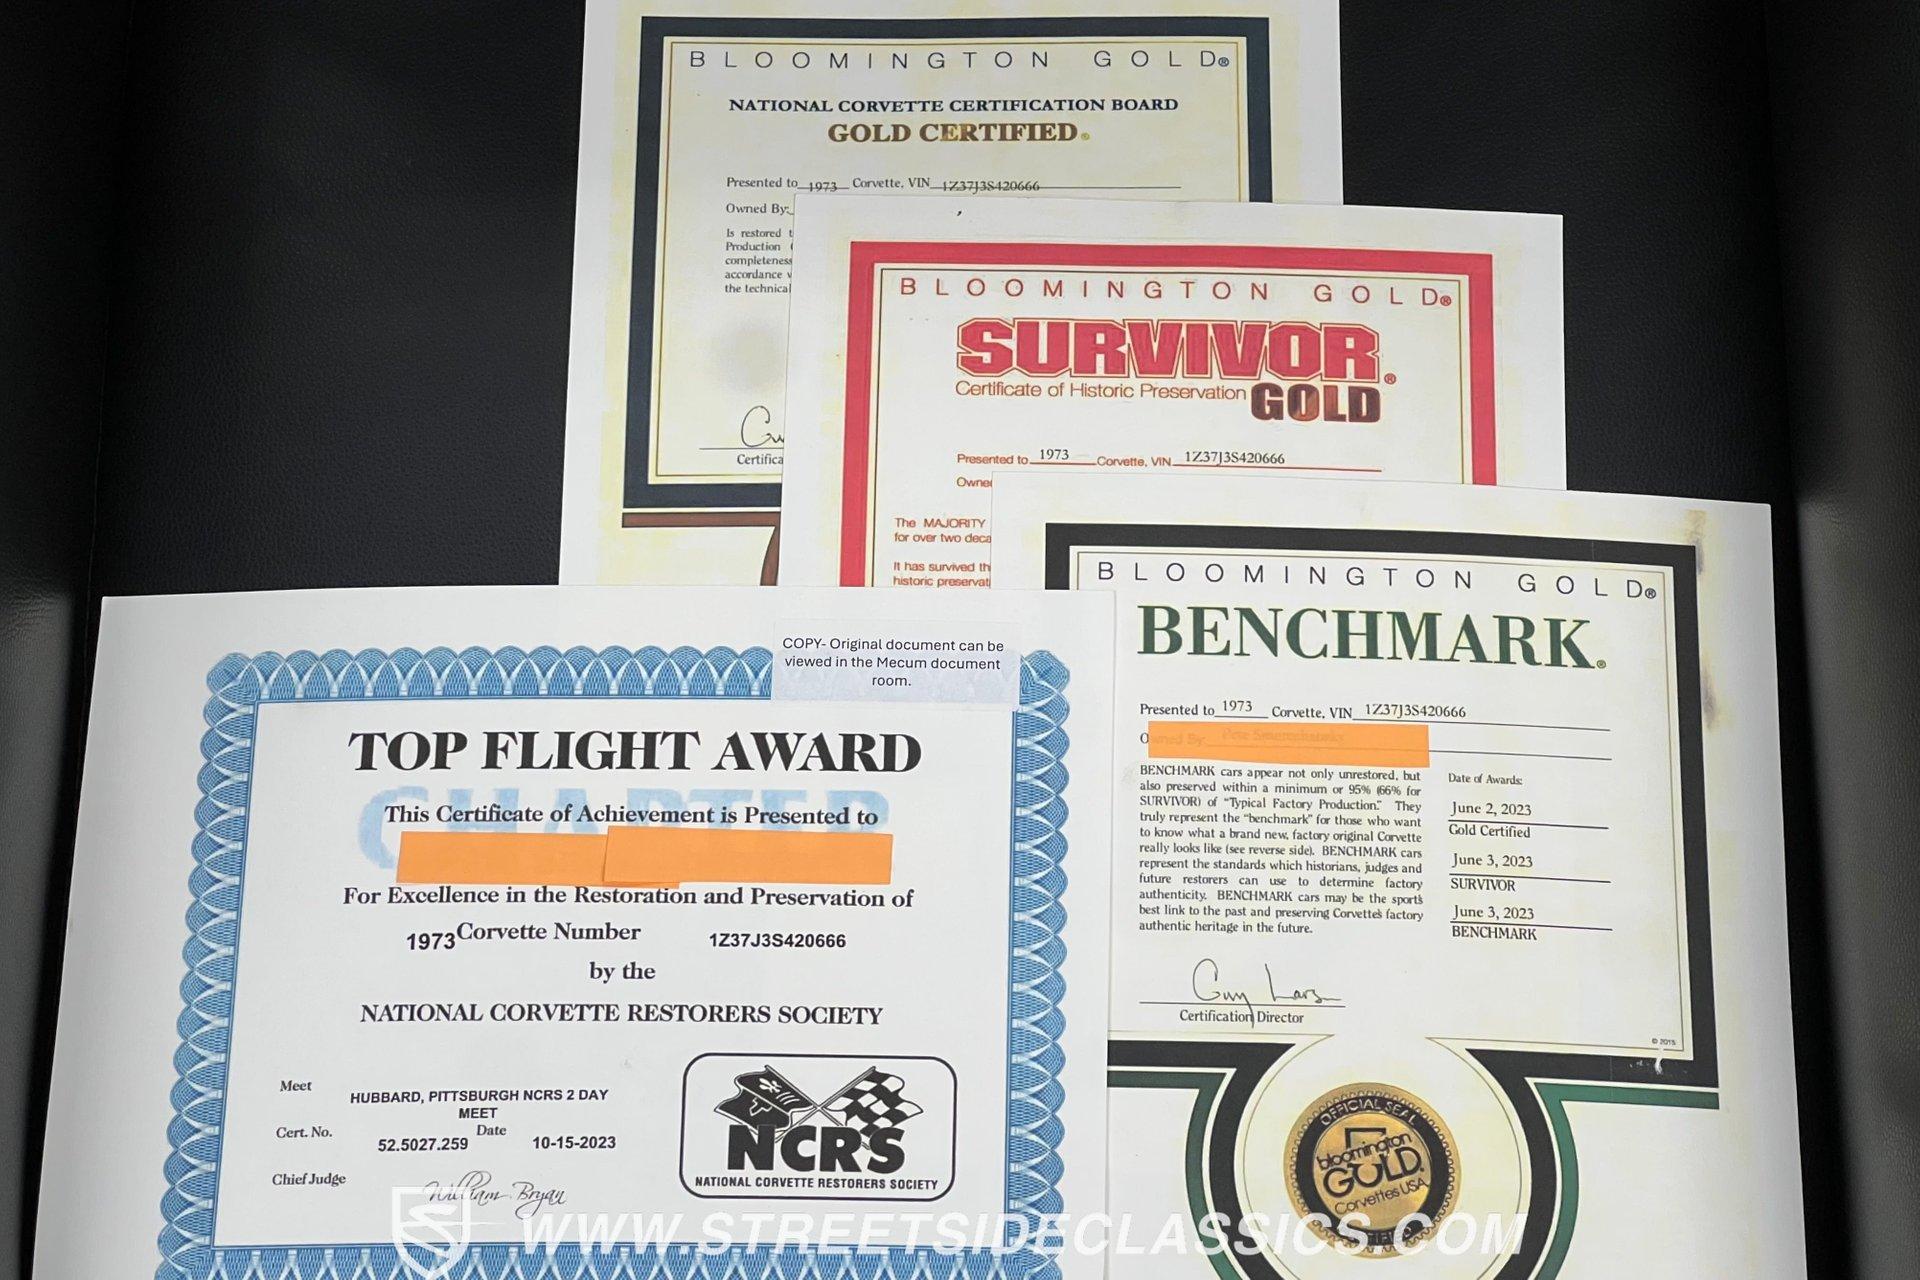 BLOOMINGTON GOLD®
NATIONAL CORVETTE CERTIFICATION BOARD
GOLD CERTIFIED®
Presented to 1973 Corvette, VIN 1Z37J3S420666
Owned By:
Is restored t
Production
completeness
accordance v
the technical
Certifica
BLOOMINGTON GOLD®
SURVIVOR®
Certificate of Historic Preservation GOLD
Presented to 1973 Corvette, VIN 1Z37J3S420666
Owne
The MAJORITY
for over two deca
It has survived th
historic preservat
BLOOMINGTON GOLD®
BENCHMARK®
Presented to 1973 Corvette, VIN 1Z37J3S420666
Owned By:
BENCHMARK cars appear not only unrestored, but
also preserved within a minimum or 95% (66% for
SURVIVOR) of "Typical Factory Production." They
truly represent the "benchmark" for those who want
to know what a brand new, factory original Corvette
really looks like (see reverse side). BENCHMARK cars
represent the standards which historians, judges and
future restorers can use to determine factory
authenticity. BENCHMARK cars may be the sport's
best link to the past and preserving Corvette's factory
authentic heritage in the future.
Date of Awards:
June 2, 2023
Gold Certified
June 3, 2023
SURVIVOR
June 3, 2023
BENCHMARK
Guy Larsen
Certification Director
© 2015
OFFICIAL SEAL
bloomington
GOLD®
Corvettes USA
COPY- Original document can be
viewed in the Mecum document
room.
TOP FLIGHT AWARD
CHAPTER
This Certificate of Achievement is Presented to
For Excellence in the Restoration and Preservation of
1973 Corvette Number 1Z37J3S420666
by the
NATIONAL CORVETTE RESTORERS SOCIETY
Meet HUBBARD, PITTSBURGH NCRS 2 DAY
MEET
Cert. No. 52.5027.259 Date 10-15-2023
Chief Judge William Bryan
NCRS
NATIONAL CORVETTE RESTORERS SOCIETY
WWW.STREETSIDECLASSICS.COM